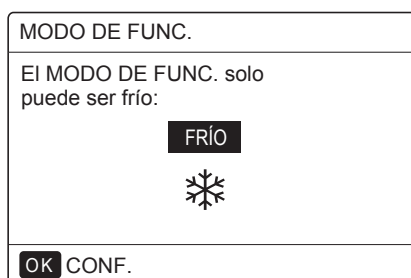 MODO DE FUNC.
El MODO DE FUNC. solo
puede ser frío:
FRÍO
OK CONF.